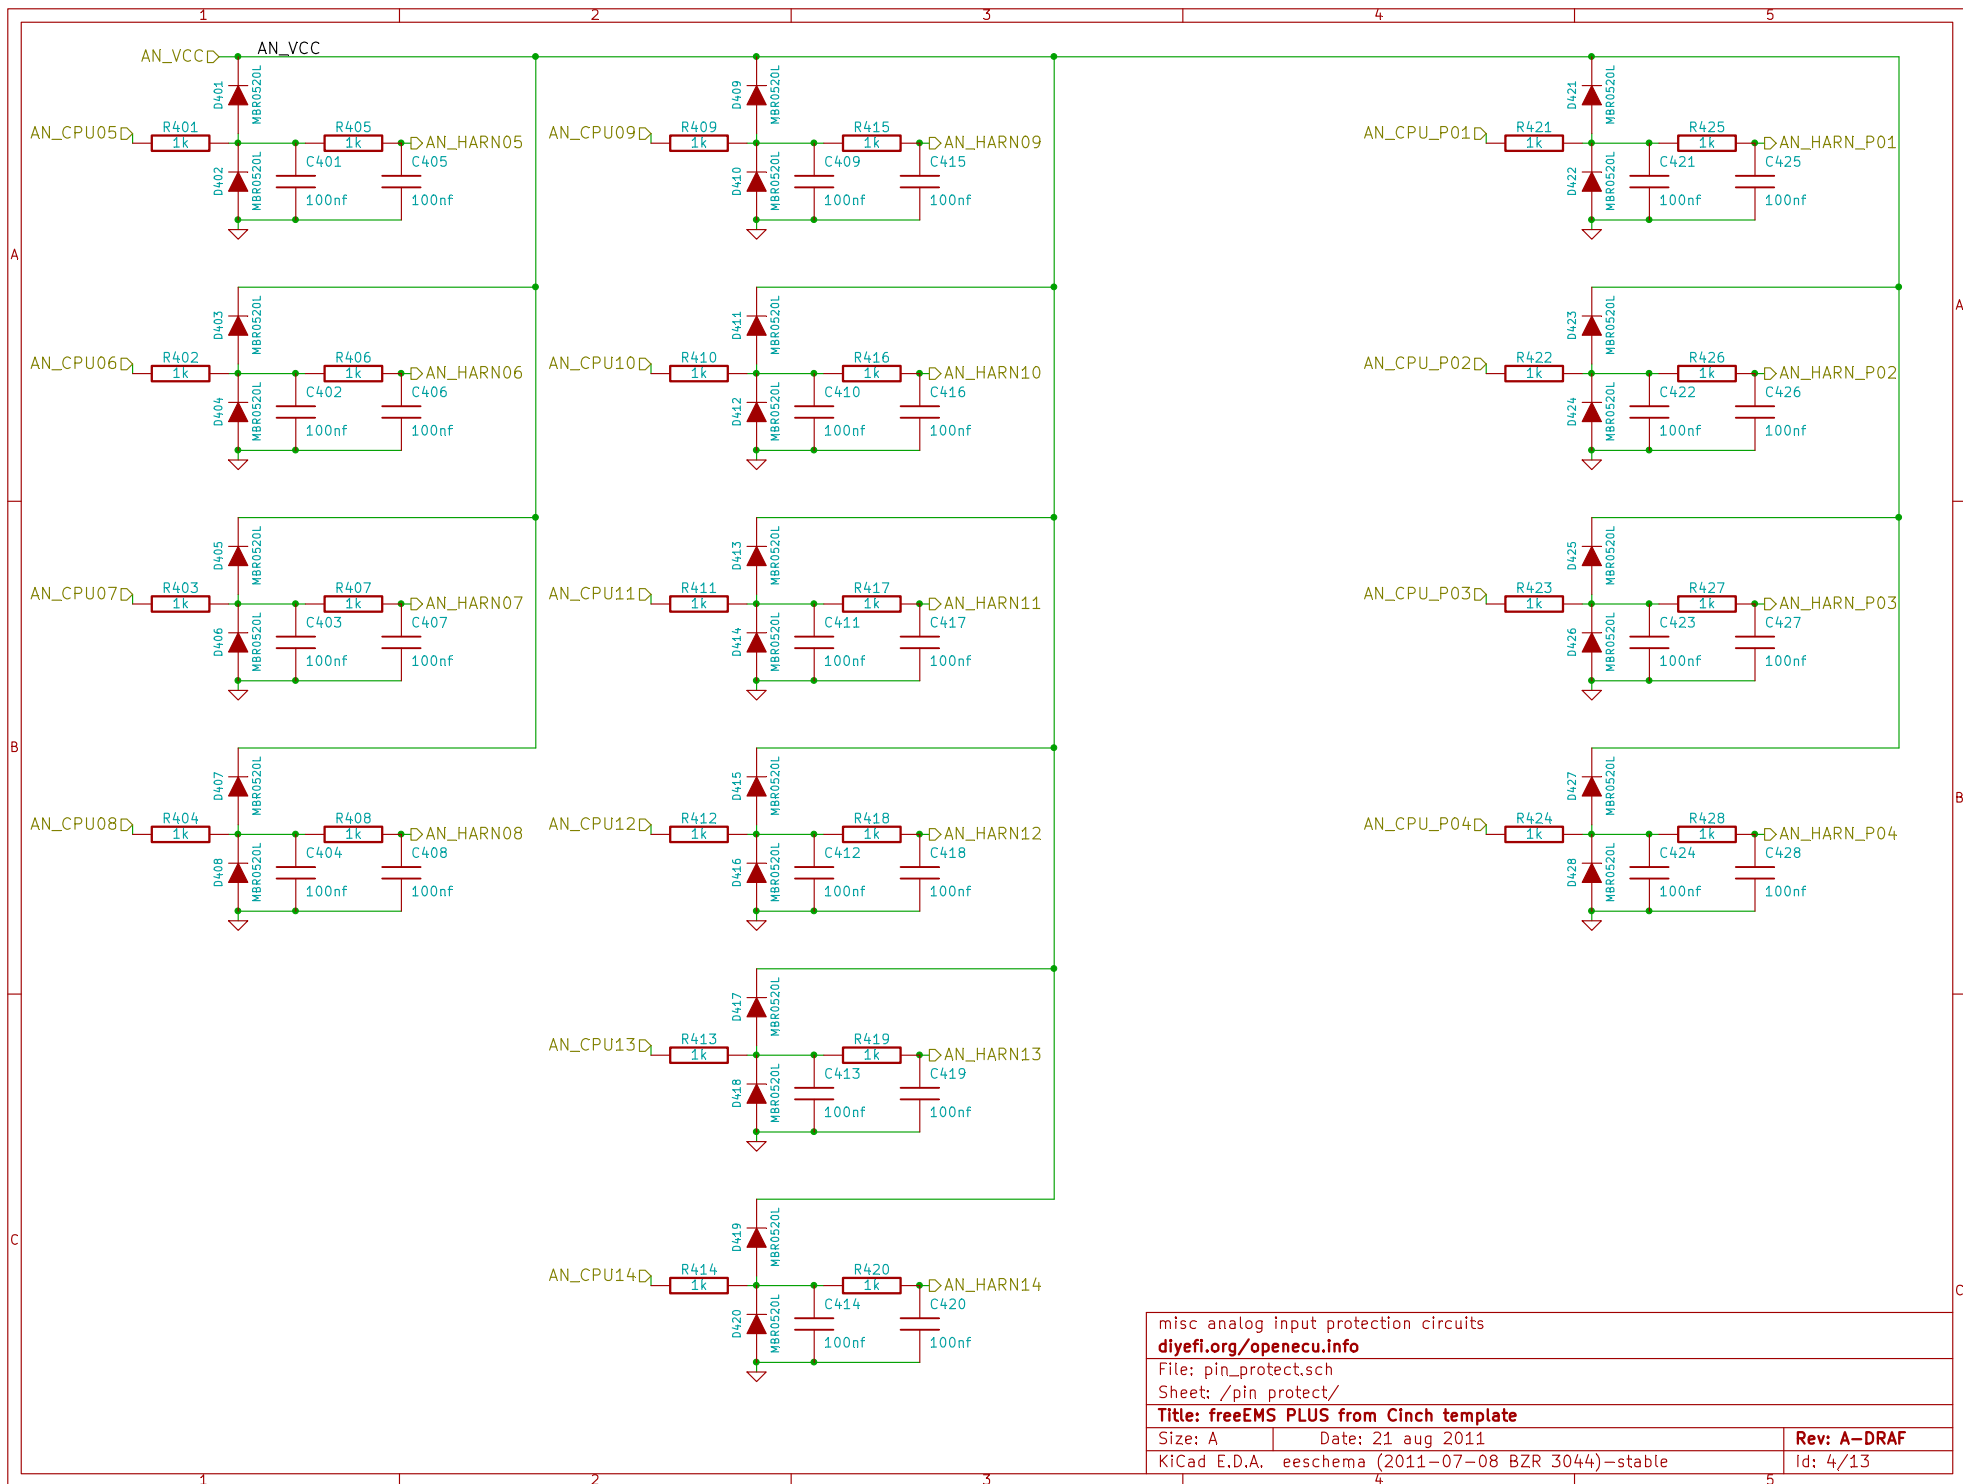 1 2 3 4 5
AN_VCC AN_VCC
D401 MBR0520L D409 MBR0520L D421 MBR0520L
AN_CPU05 R401 1k R405 1k AN_HARN05 AN_CPU09 R409 1k R415 1k AN_HARN09 AN_CPU_P01 R421 1k R425 1k AN_HARN_P01
D402 MBR0520L C401 100nf C405 100nf D410 MBR0520L C409 100nf C415 100nf D422 MBR0520L C421 100nf C425 100nf
A
A
D403 MBR0520L D411 MBR0520L D423 MBR0520L
AN_CPU06 R402 1k R406 1k AN_HARN06 AN_CPU10 R410 1k R416 1k AN_HARN10 AN_CPU_P02 R422 1k R426 1k AN_HARN_P02
D404 MBR0520L C402 100nf C406 100nf D412 MBR0520L C410 100nf C416 100nf D424 MBR0520L C422 100nf C426 100nf
D405 MBR0520L D413 MBR0520L D425 MBR0520L
AN_CPU07 R403 1k R407 1k AN_HARN07 AN_CPU11 R411 1k R417 1k AN_HARN11 AN_CPU_P03 R423 1k R427 1k AN_HARN_P03
D406 MBR0520L C403 100nf C407 100nf D414 MBR0520L C411 100nf C417 100nf D426 MBR0520L C423 100nf C427 100nf
B
B
D407 MBR0520L D415 MBR0520L D427 MBR0520L
AN_CPU08 R404 1k R408 1k AN_HARN08 AN_CPU12 R412 1k R418 1k AN_HARN12 AN_CPU_P04 R424 1k R428 1k AN_HARN_P04
D408 MBR0520L C404 100nf C408 100nf D416 MBR0520L C412 100nf C418 100nf D428 MBR0520L C424 100nf C428 100nf
D417 MBR0520L
AN_CPU13 R413 1k R419 1k AN_HARN13
D418 MBR0520L C413 100nf C419 100nf
C
C
D419 MBR0520L
AN_CPU14 R414 1k R420 1k AN_HARN14
D420 MBR0520L C414 100nf C420 100nf
misc analog input protection circuits
diyefi.org/openecu.info
File: pin_protect.sch
Sheet: /pin protect/
Title: freeEMS PLUS from Cinch template
Size: A Date: 21 aug 2011 Rev: A-DRAF
KiCad E.D.A. eeschema (2011-07-08 BZR 3044)-stable Id: 4/13
1 2 3 4 5